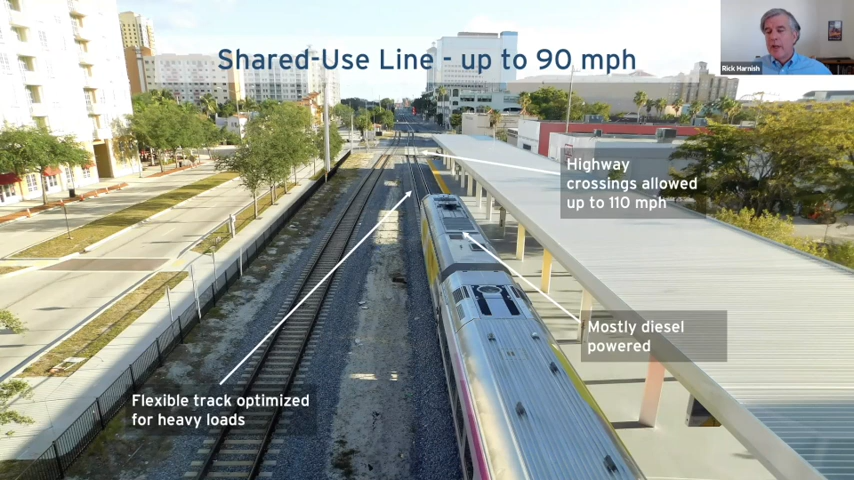 Shared-Use Line - up to 90 mph
Rick Harnish
Highway
crossings allowed
up to 110 mph
Mostly diesel
powered
Flexible track optimized
for heavy loads